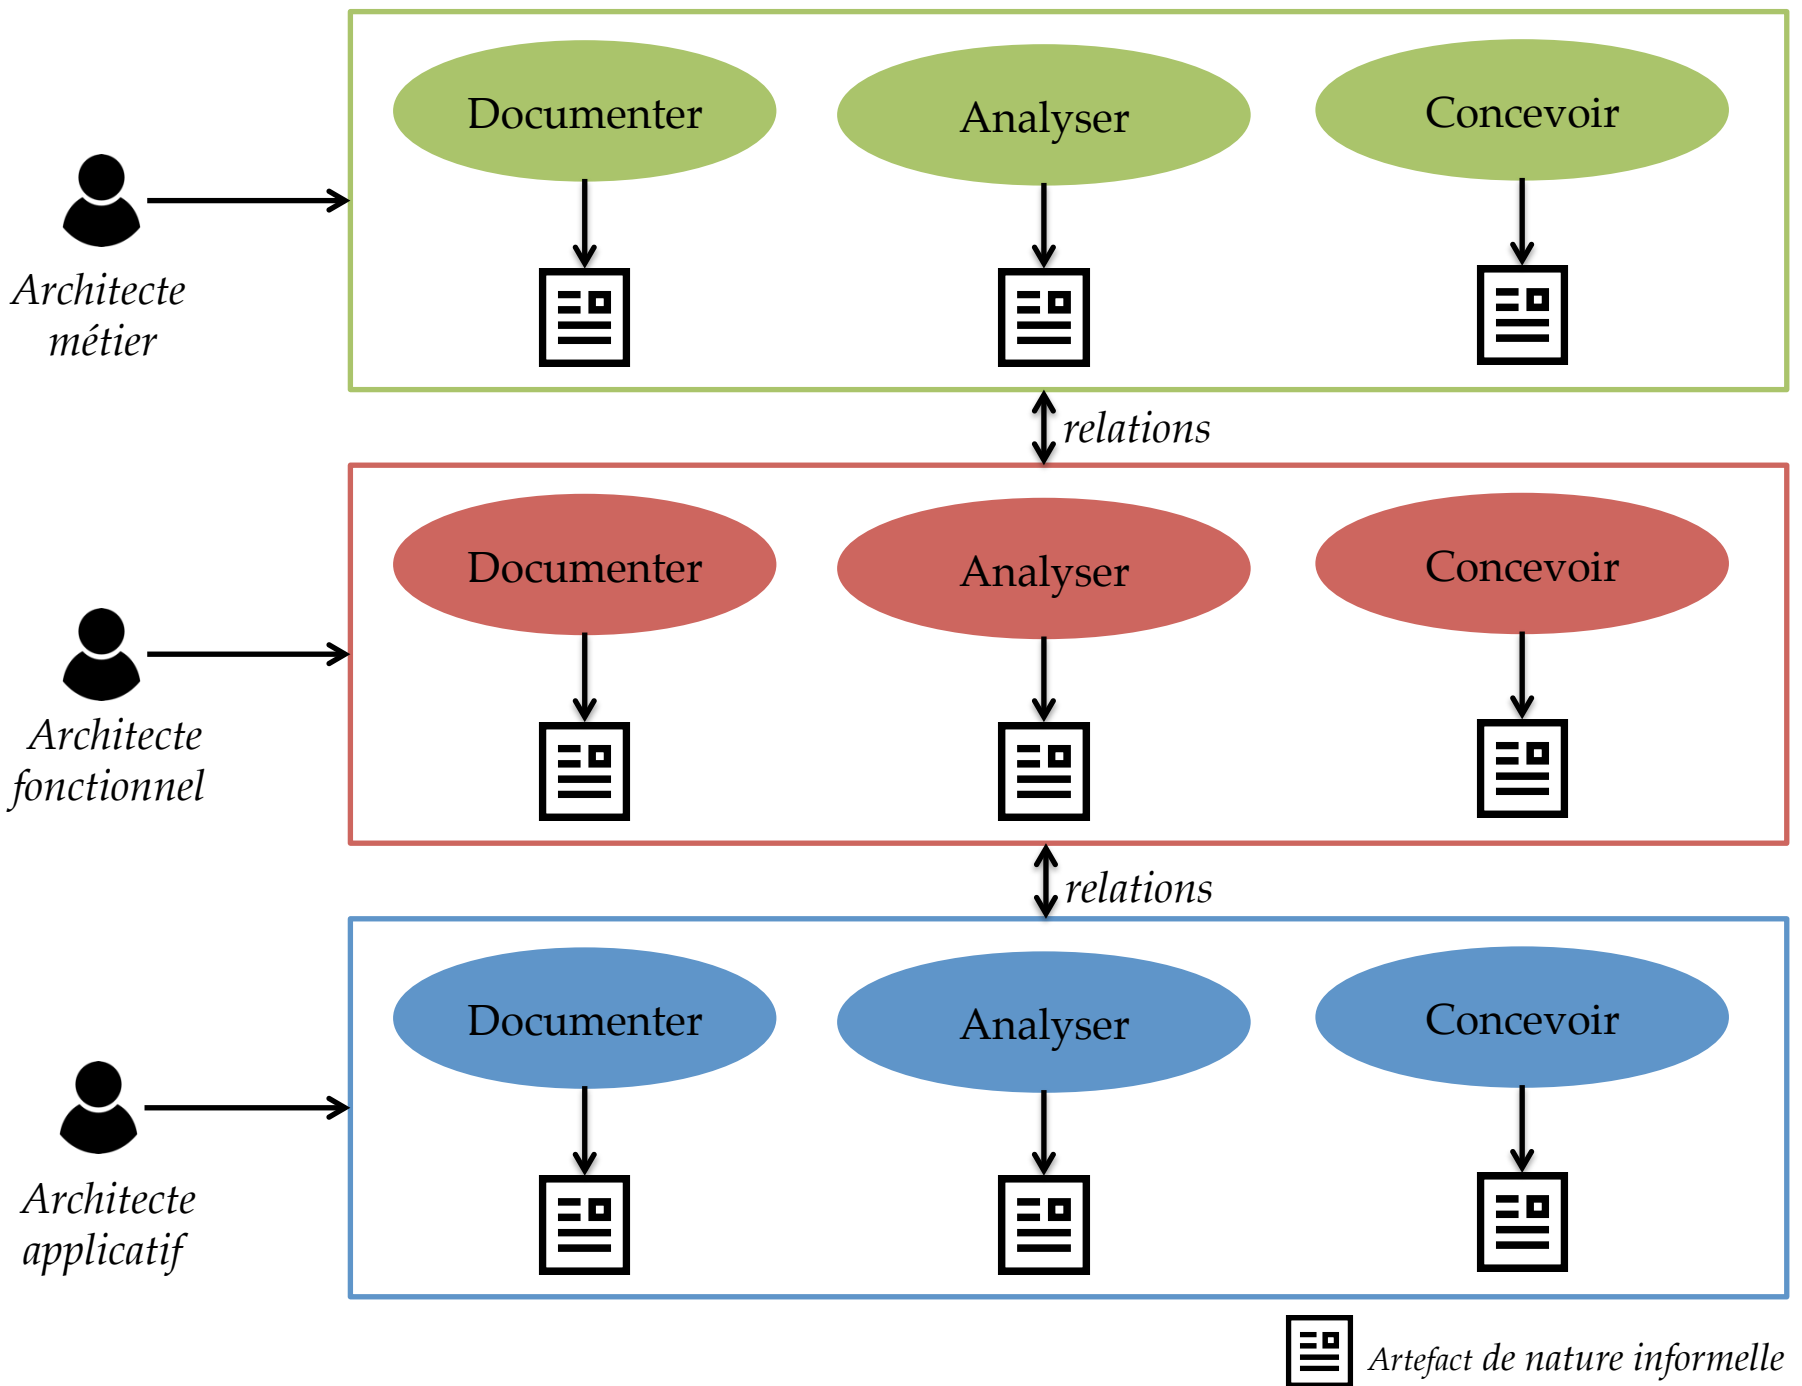 Documenter
Analyser
Concevoir
Architecte
métier
relations
Documenter
Analyser
Concevoir
Architecte
fonctionnel
relations
Documenter
Analyser
Concevoir
Architecte
applicatif
Artefact de nature informelle